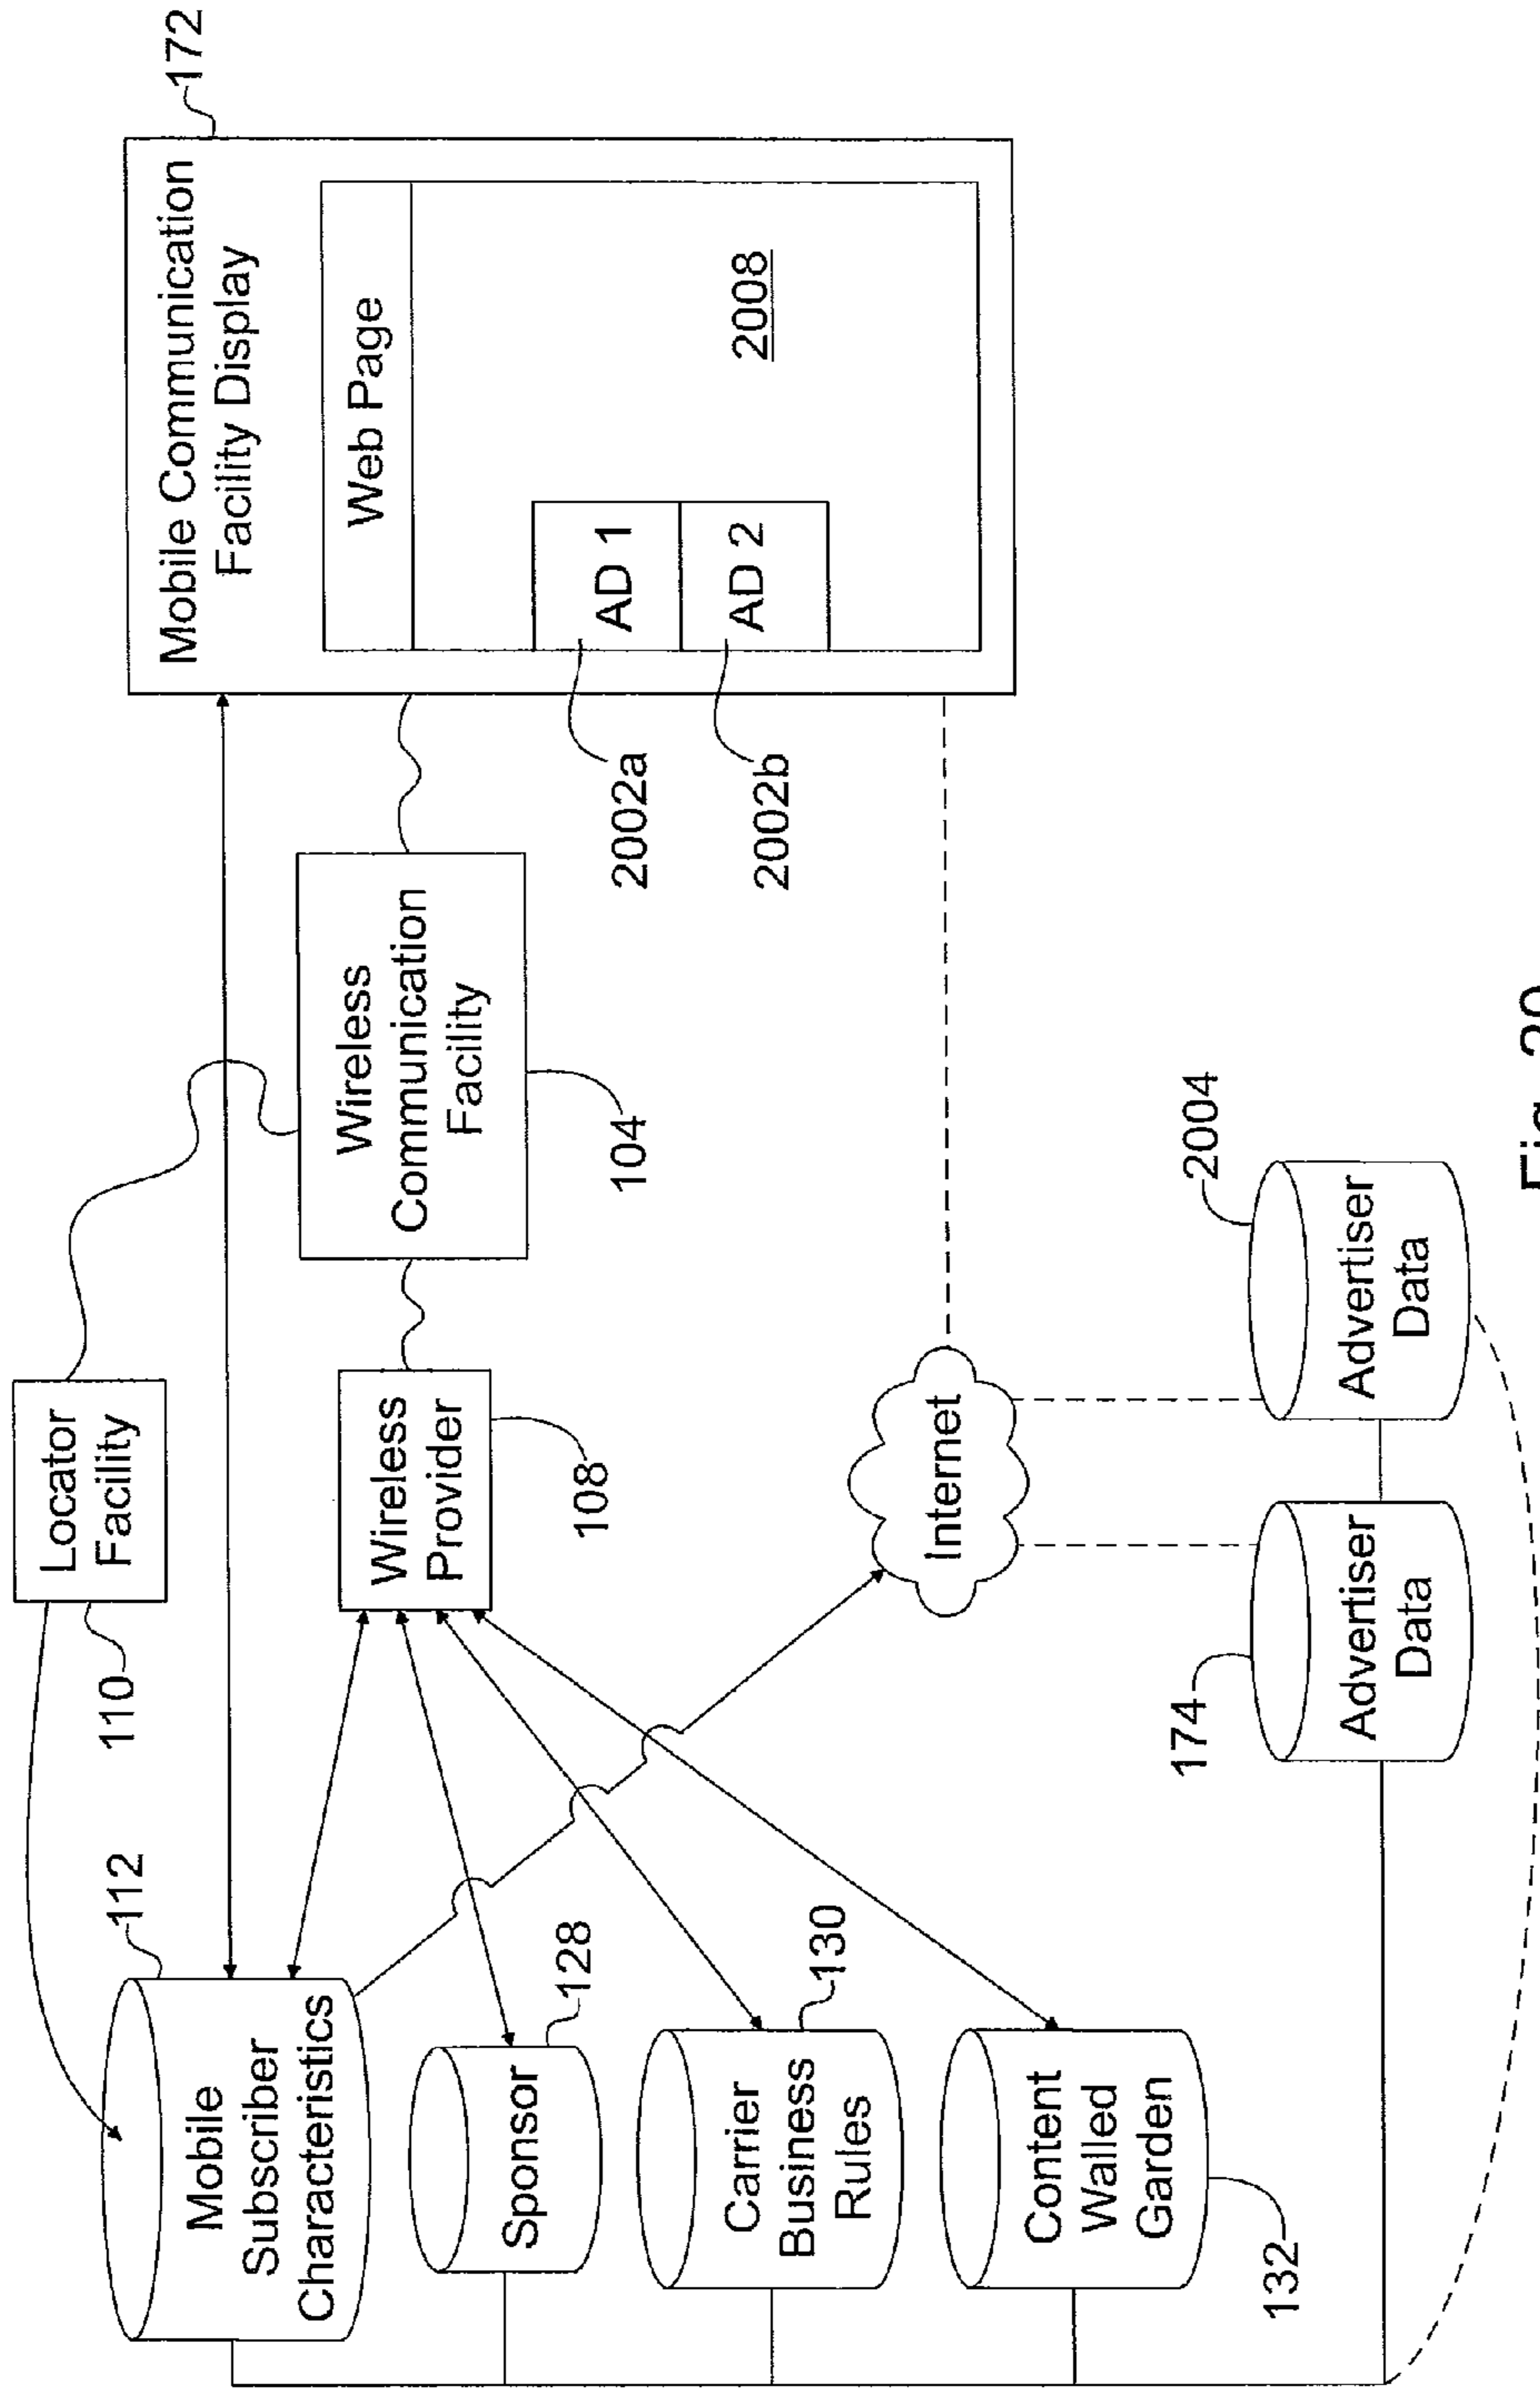 Mobile
Subscriber
Characteristics
112
Locator
Facility
110
Mobile Communication
Facility Display
172
Web Page
2008
AD 1
AD 2
2002a
2002b
Wireless
Communication
Facility
104
Wireless
Provider
108
Sponsor
128
Carrier
Business
Rules
130
Content
Walled
Garden
132
Internet
Advertiser
Data
174
Advertiser
Data
2004
Fig. 20